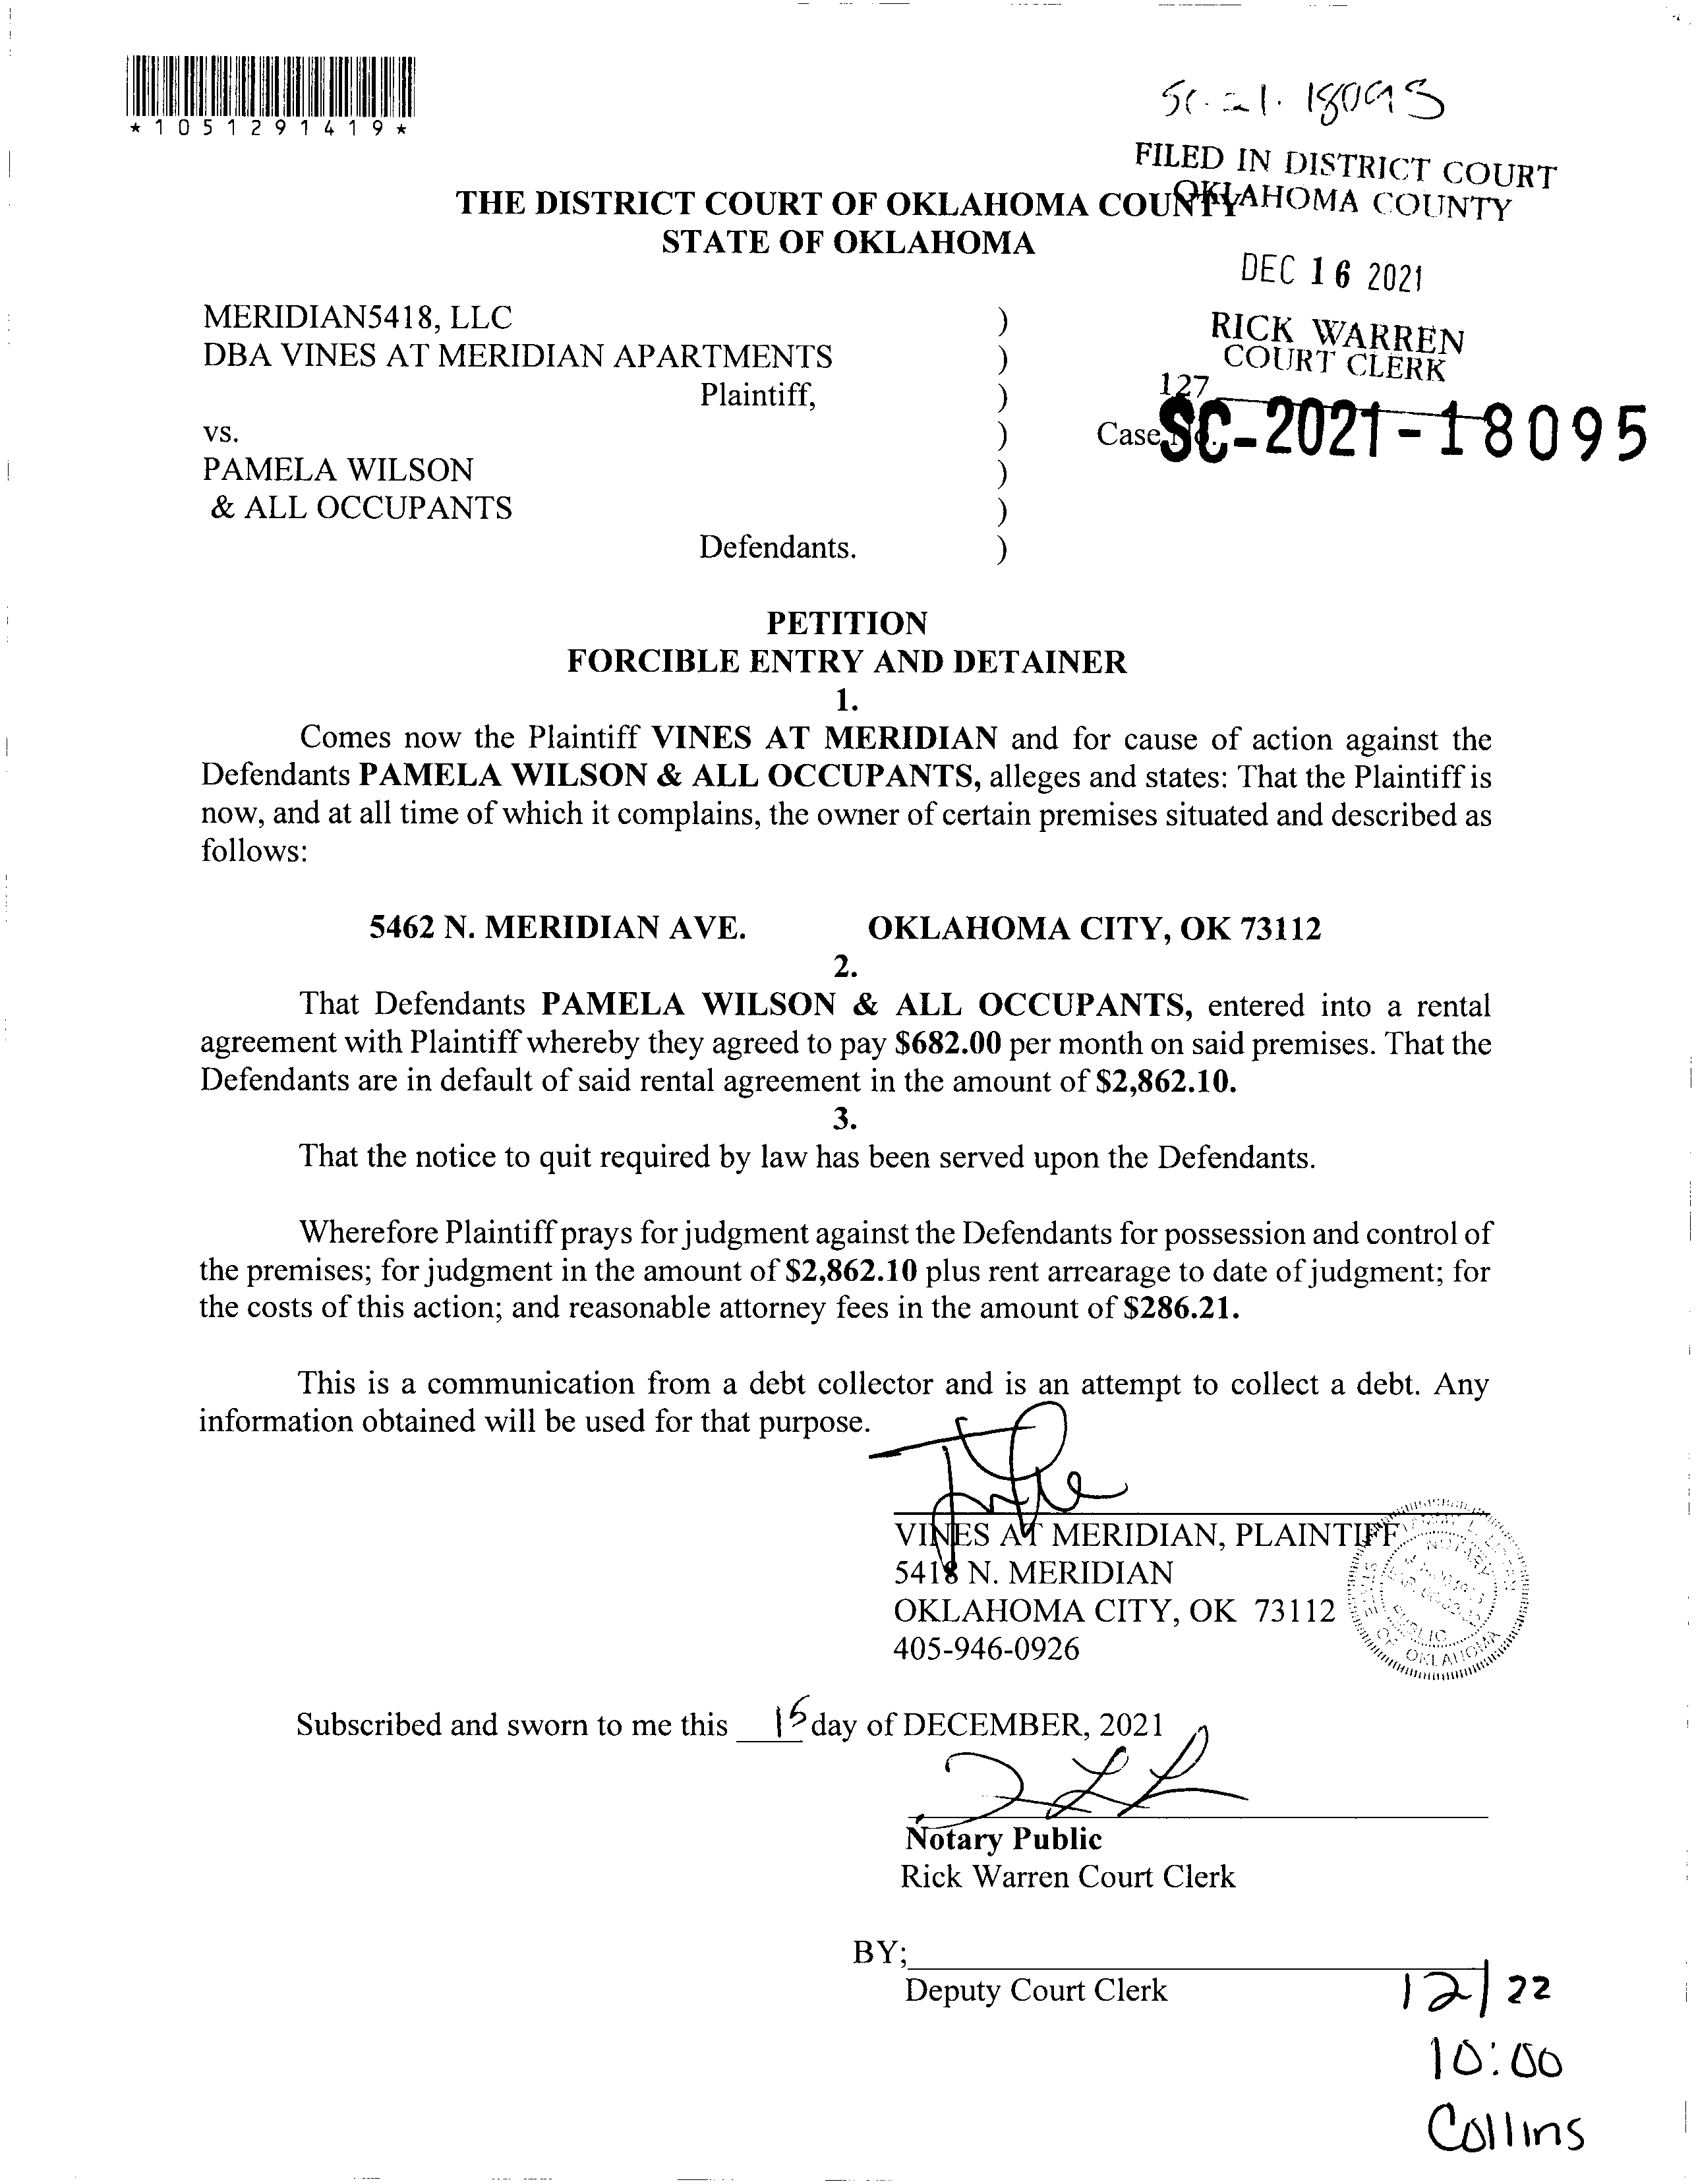 *1051291419*
SC-21-18095
FILED IN DISTRICT COURT
OKLAHOMA COUNTY
THE DISTRICT COURT OF OKLAHOMA COUNTY
STATE OF OKLAHOMA
DEC 16 2021
RICK WARREN
COURT CLERK
127
MERIDIAN5418, LLC )
DBA VINES AT MERIDIAN APARTMENTS )
Plaintiff, )
vs. ) Case No. SC-2021-18095
PAMELA WILSON )
& ALL OCCUPANTS )
Defendants. )
PETITION
FORCIBLE ENTRY AND DETAINER
1.
Comes now the Plaintiff VINES AT MERIDIAN and for cause of action against the
Defendants PAMELA WILSON & ALL OCCUPANTS, alleges and states: That the Plaintiff is
now, and at all time of which it complains, the owner of certain premises situated and described as
follows:
5462 N. MERIDIAN AVE. OKLAHOMA CITY, OK 73112
2.
That Defendants PAMELA WILSON & ALL OCCUPANTS, entered into a rental
agreement with Plaintiff whereby they agreed to pay $682.00 per month on said premises. That the
Defendants are in default of said rental agreement in the amount of $2,862.10.
3.
That the notice to quit required by law has been served upon the Defendants.
Wherefore Plaintiff prays for judgment against the Defendants for possession and control of
the premises; for judgment in the amount of $2,862.10 plus rent arrearage to date of judgment; for
the costs of this action; and reasonable attorney fees in the amount of $286.21.
This is a communication from a debt collector and is an attempt to collect a debt. Any
information obtained will be used for that purpose.
VINES AT MERIDIAN, PLAINTIFF
5418 N. MERIDIAN
OKLAHOMA CITY, OK 73112
405-946-0926
NOTARY
PUBLIC
OF OKLAHOMA
Subscribed and sworn to me this 15 day of DECEMBER, 2021
Notary Public
Rick Warren Court Clerk
BY;
Deputy Court Clerk
12/22
10:00
Collins